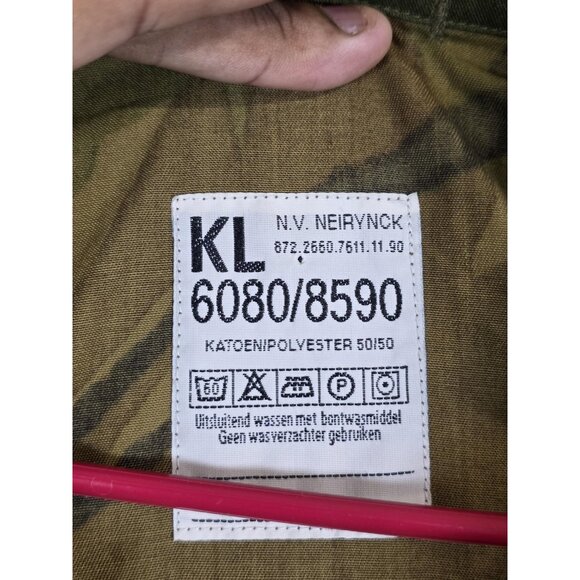 KL
N.V. NEIRYNCK
872.2660.7611.11.90
6080/8590
KATOEN/POLYESTER 50/50
60 P
Uitsluitend wassen met bontwasmiddel
Geen wasverzachter gebruiken